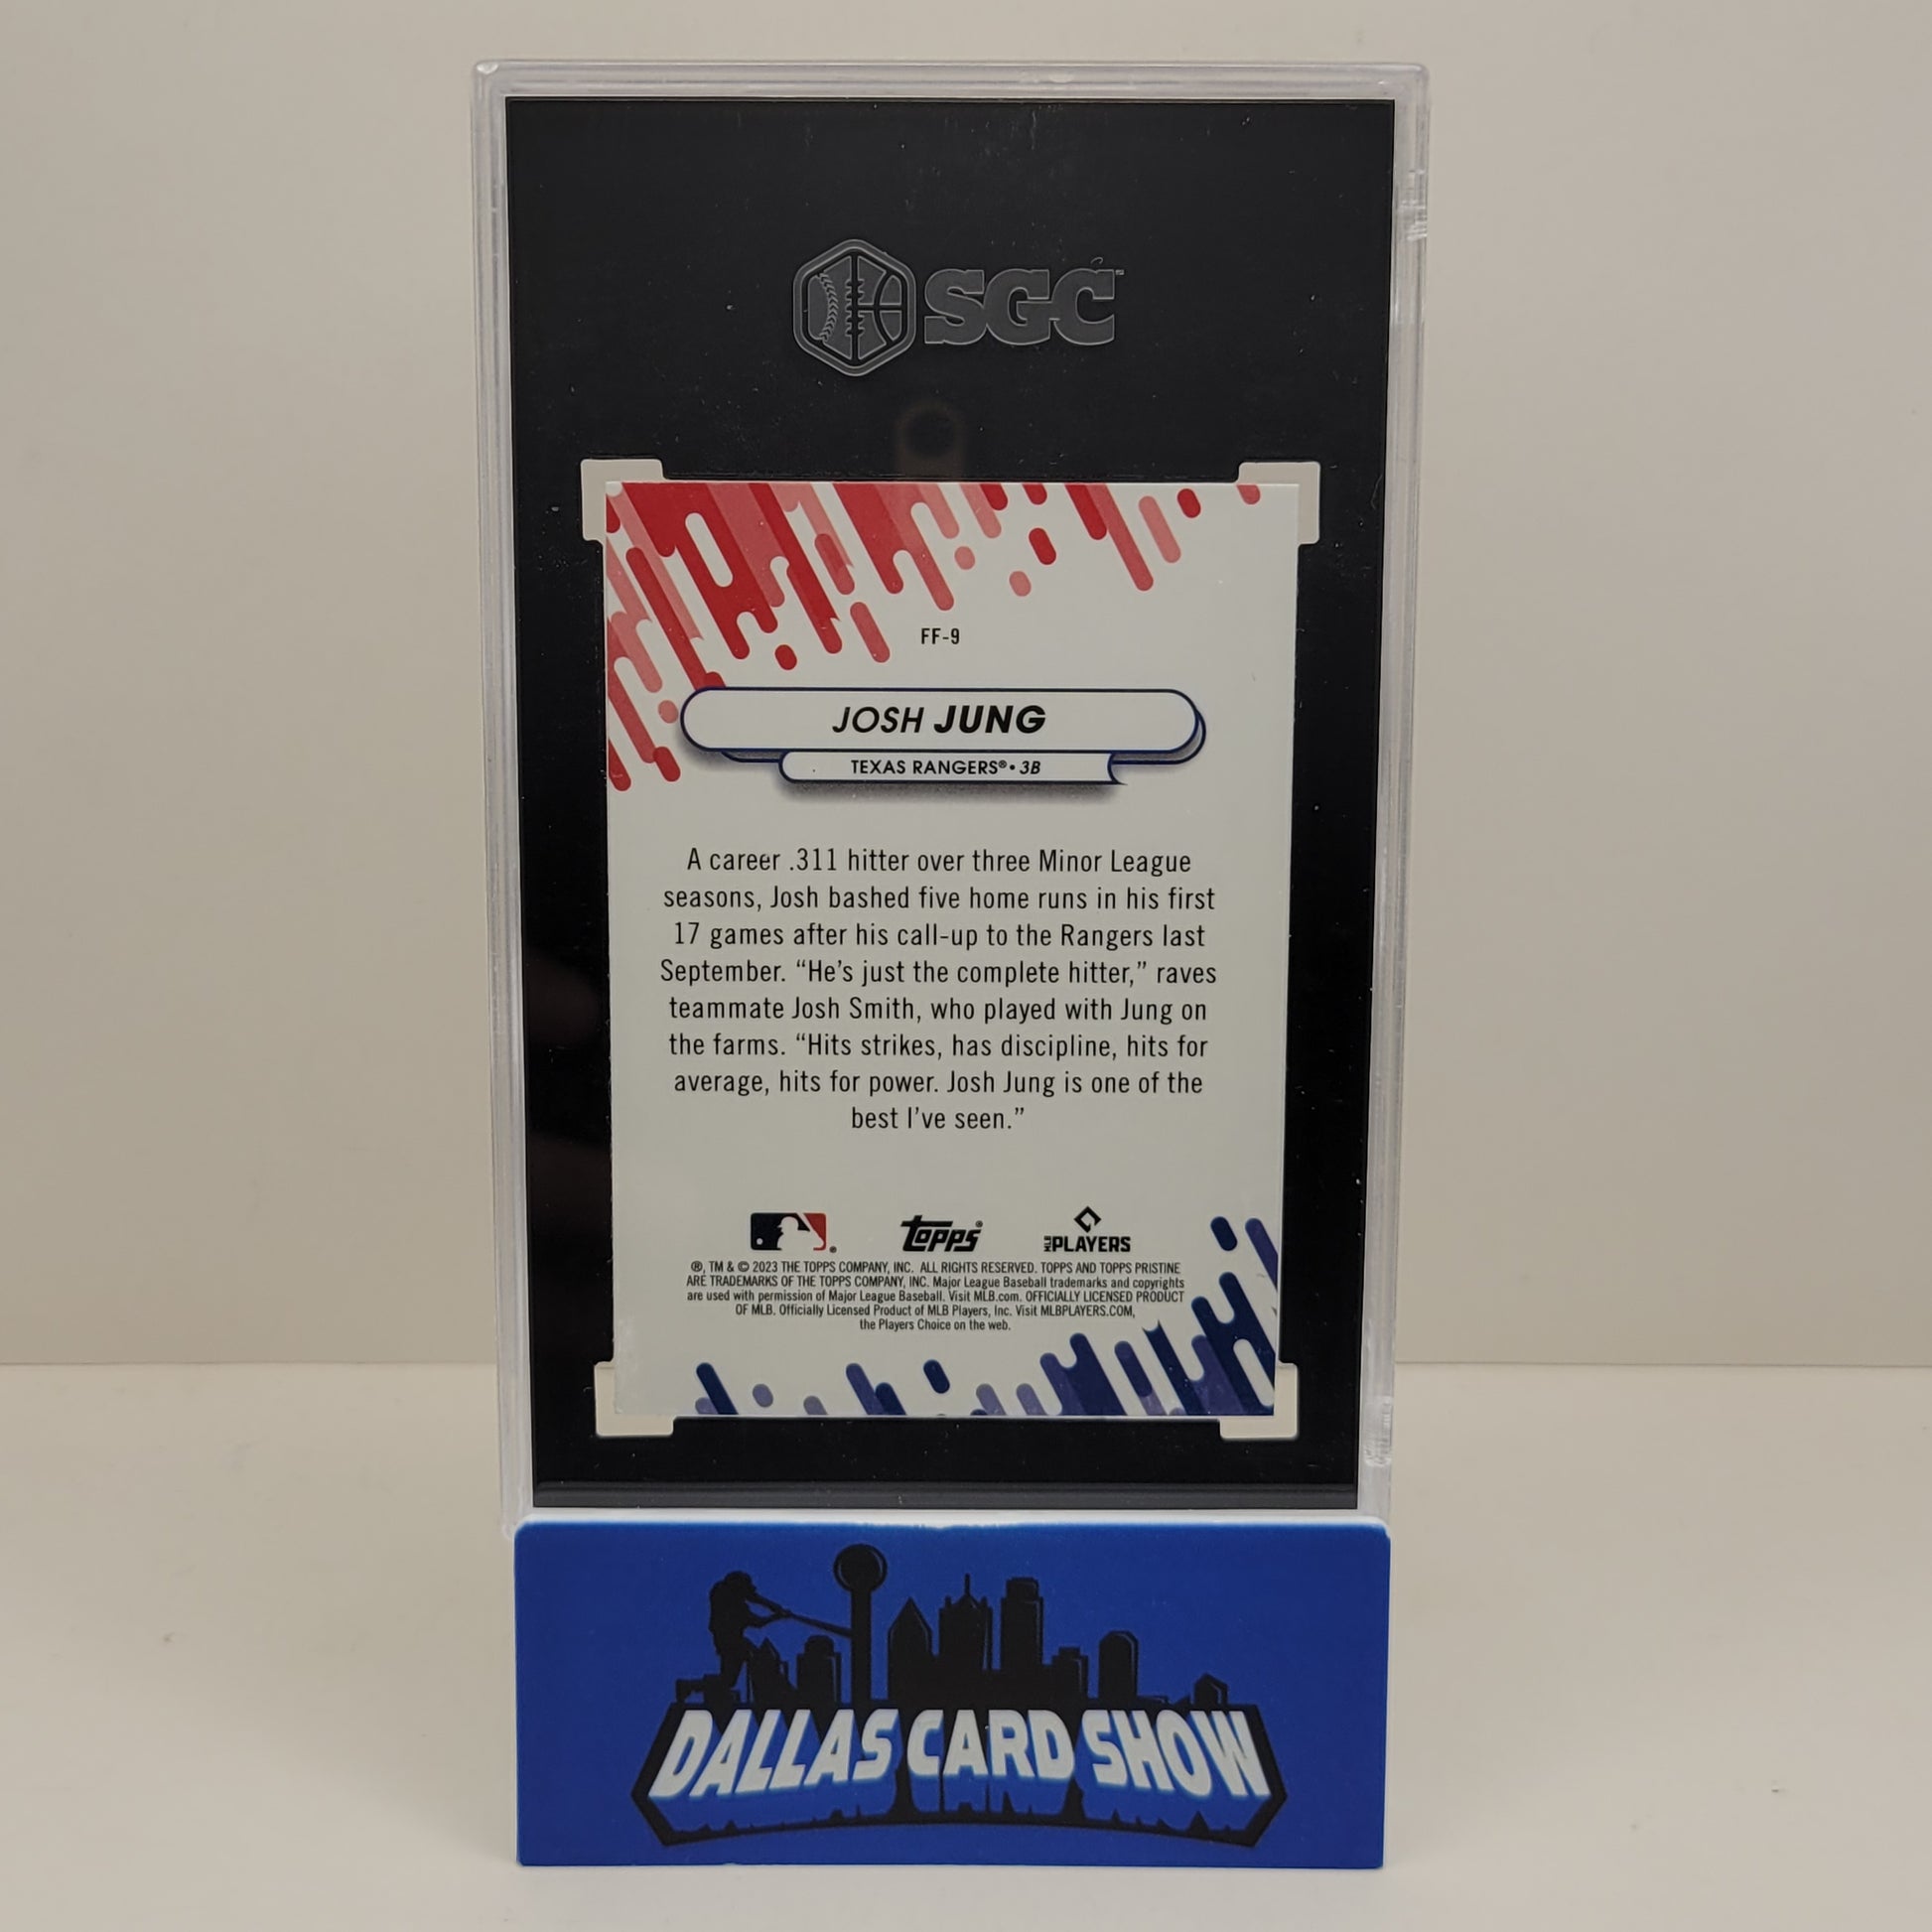 SGC™
FF-9
JOSH JUNG
TEXAS RANGERS®• 3B
A career .311 hitter over three Minor League
seasons, Josh bashed five home runs in his first
17 games after his call-up to the Rangers last
September. “He’s just the complete hitter,” raves
teammate Josh Smith, who played with Jung on
the farms. “Hits strikes, has discipline, hits for
average, hits for power. Josh Jung is one of the
best I’ve seen.”
topps® MLB PLAYERS
®, TM & © 2023 THE TOPPS COMPANY, INC. ALL RIGHTS RESERVED. TOPPS AND TOPPS PRISTINE
ARE TRADEMARKS OF THE TOPPS COMPANY, INC. Major League Baseball trademarks and copyrights
are used with permission of Major League Baseball. Visit MLB.com. OFFICIALLY LICENSED PRODUCT
OF MLB. Officially Licensed Product of MLB Players, Inc. Visit MLBPLAYERS.COM,
the Players Choice on the web.
DALLAS CARD SHOW